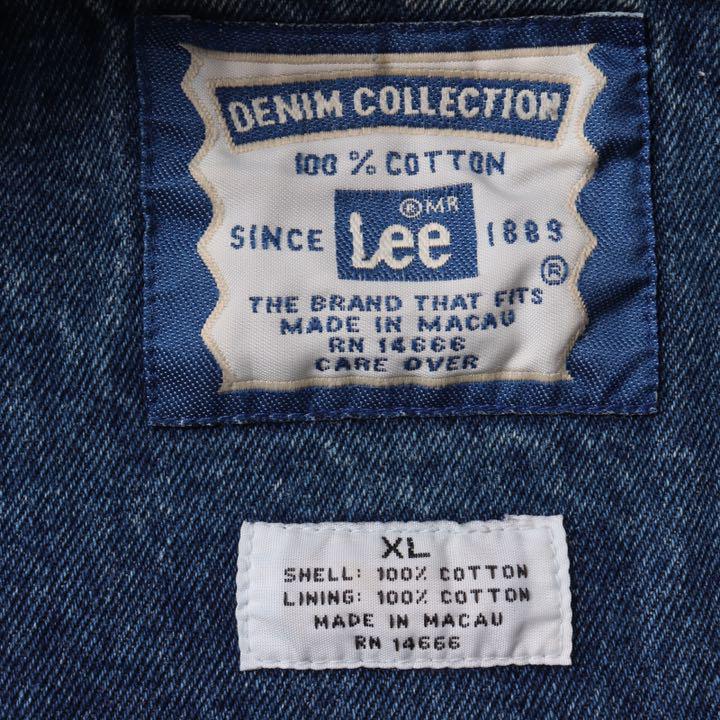 DENIM COLLECTION
100 % COTTON
® MR
SINCE Lee 1889
®
THE BRAND THAT FITS
MADE IN MACAU
RN 14666
CARE OVER
XL
SHELL: 100% COTTON
LINING: 100% COTTON
MADE IN MACAU
RN 14666